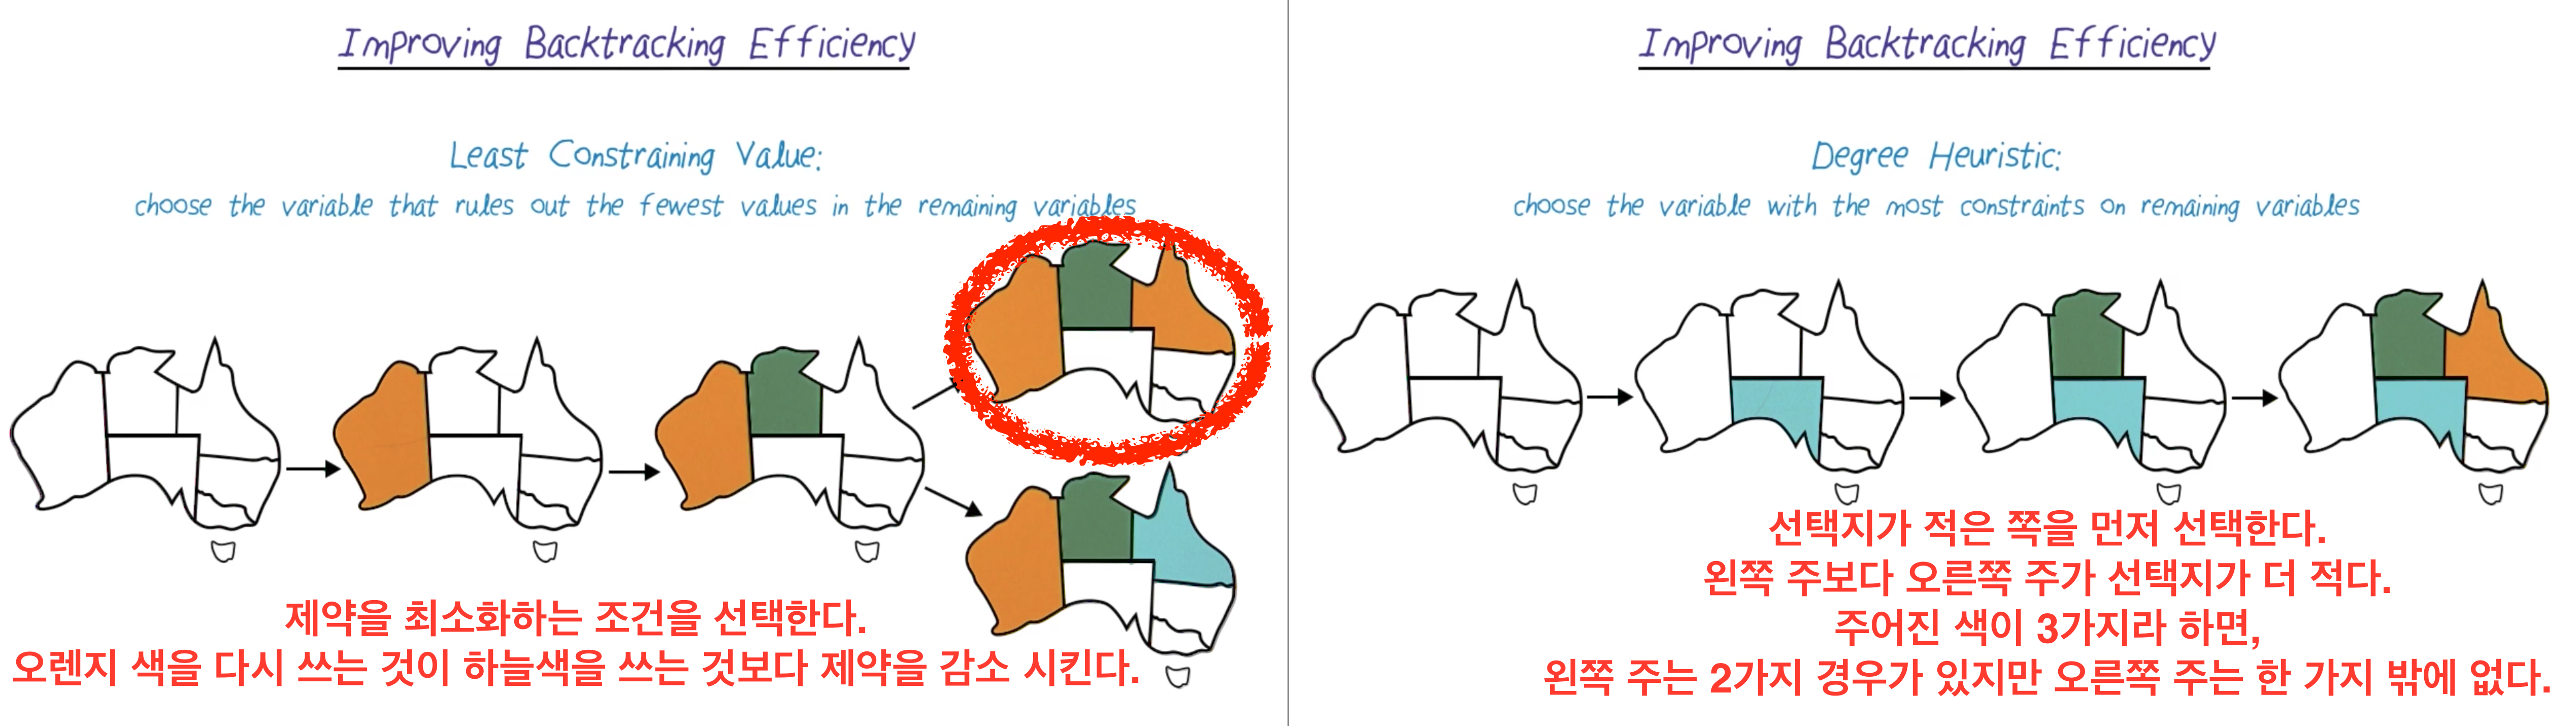 Improving Backtracking Efficiency
Least Constraining Value:
choose the variable that rules out the fewest values in the remaining variables
제약을 최소화하는 조건을 선택한다.
오렌지 색을 다시 쓰는 것이 하늘색을 쓰는 것보다 제약을 감소 시킨다.
Improving Backtracking Efficiency
Degree Heuristic:
choose the variable with the most constraints on remaining variables
선택지가 적은 쪽을 먼저 선택한다.
왼쪽 주보다 오른쪽 주가 선택지가 더 적다.
주어진 색이 3가지라 하면,
왼쪽 주는 2가지 경우가 있지만 오른쪽 주는 한 가지 밖에 없다.